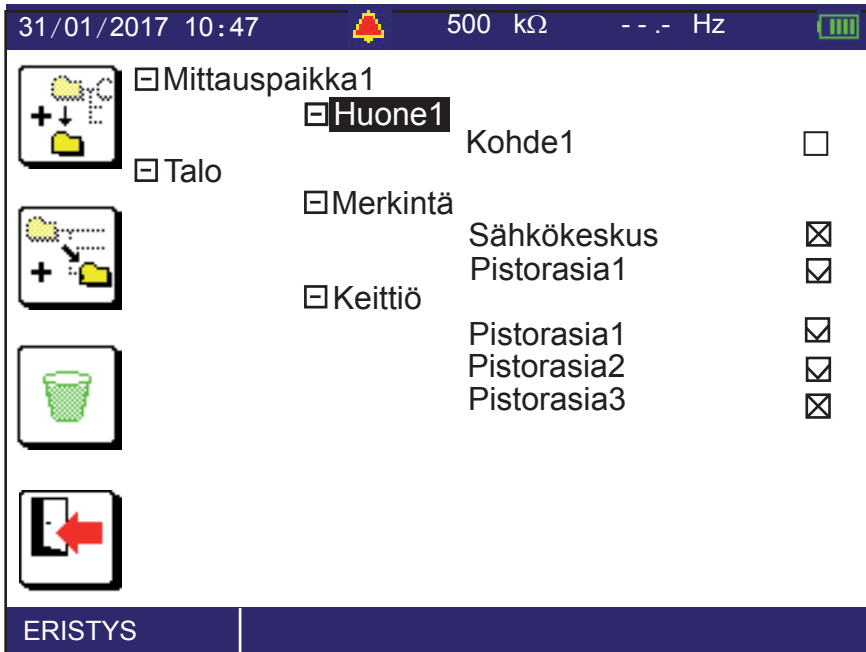 31/01/2017 10:47 500 kΩ - - .- Hz
Mittauspaikka1
Huone1
Kohde1
Talo
Merkintä
Sähkökeskus
Pistorasia1
Keittiö
Pistorasia1
Pistorasia2
Pistorasia3
ERISTYS